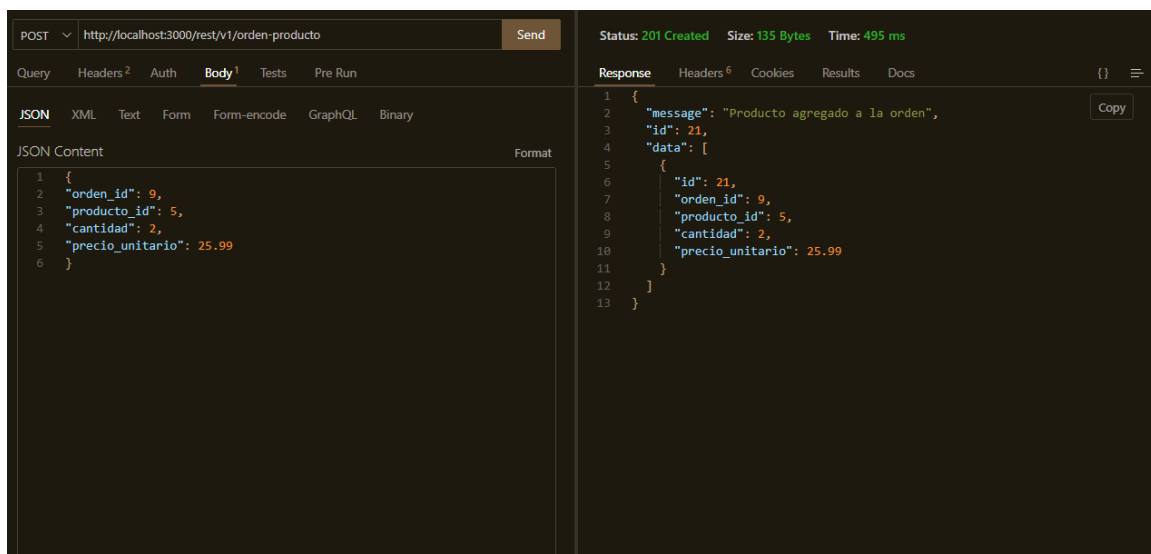 POST http://localhost:3000/rest/v1/orden-producto Send
Query Headers 2 Auth Body 1 Tests Pre Run
JSON XML Text Form Form-encode GraphQL Binary
JSON Content Format
1 {
2 "orden_id": 9,
3 "producto_id": 5,
4 "cantidad": 2,
5 "precio_unitario": 25.99
6 }
Status: 201 Created Size: 135 Bytes Time: 495 ms
Response Headers 6 Cookies Results Docs {}
Copy
1 {
2 "message": "Producto agregado a la orden",
3 "id": 21,
4 "data": [
5 {
6 "id": 21,
7 "orden_id": 9,
8 "producto_id": 5,
9 "cantidad": 2,
10 "precio_unitario": 25.99
11 }
12 ]
13 }